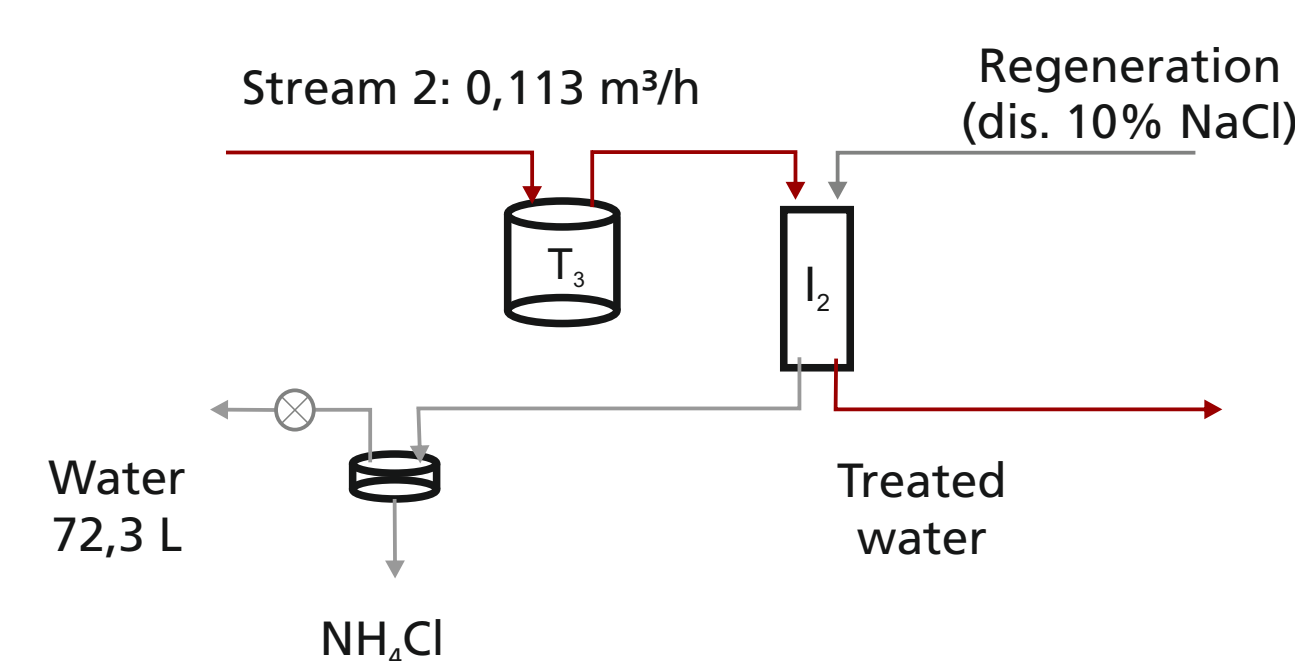 Stream 2: 0,113 m³/h
Regeneration
(dis. 10% NaCl)
T₃
I₂
Water
72,3 L
Treated
water
NH₄Cl